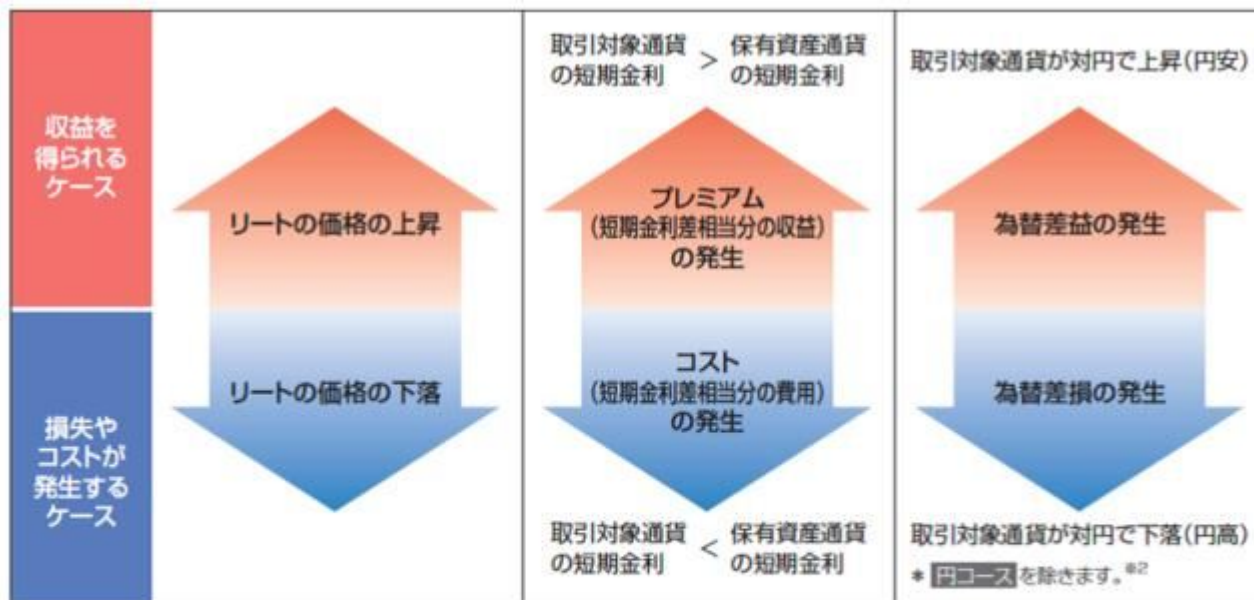 収益を
得られる
ケース
損失や
コストが
発生する
ケース
リートの価格の上昇
リートの価格の下落
取引対象通貨
の短期金利
>
保有資産通貨
の短期金利
プレミアム
(短期金利差相当分の収益)
の発生
コスト
(短期金利差相当分の費用)
の発生
取引対象通貨
の短期金利
<
保有資産通貨
の短期金利
取引対象通貨が対円で上昇(円安)
為替差益の発生
為替差損の発生
取引対象通貨が対円で下落(円高)
* 円コースを除きます。※2